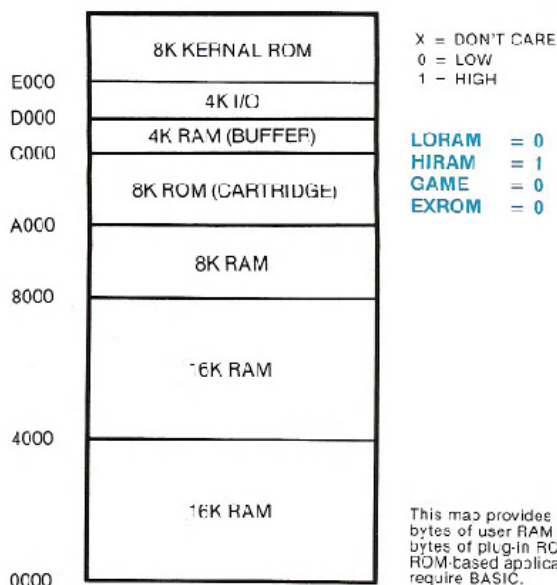 8K KERNAL ROM
E000
4K I/O
D000
4K RAM (BUFFER)
C000
8K ROM (CARTRIDGE)
A000
8K RAM
8000
16K RAM
4000
16K RAM
0000
X = DON'T CARE
0 = LOW
1 = HIGH
LORAM = 0
HIRAM = 1
GAME = 0
EXROM = 0
This map provides
bytes of user RAM
bytes of plug-in
ROM-based
require BASIC.